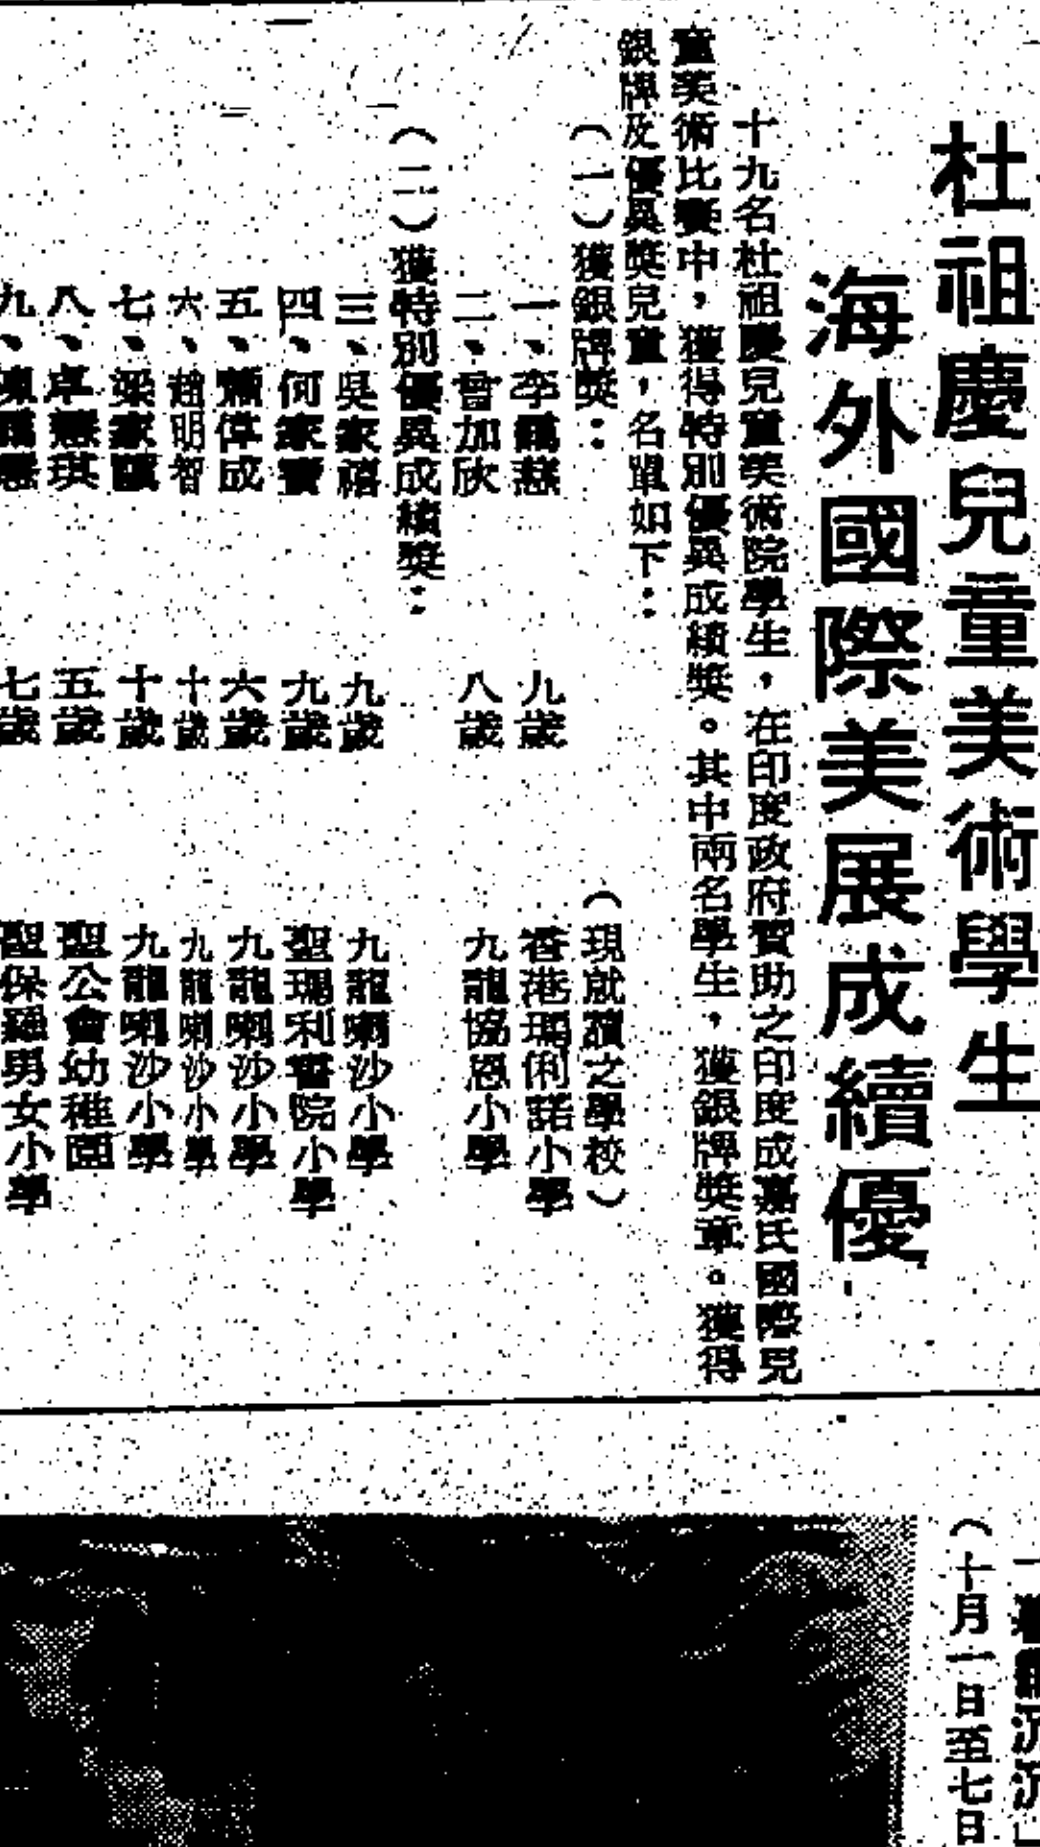 杜祖慶兒童美術學生
海外國際美展成績優
十九名杜祖慶兒童美術院學生，在印度政府贊助之印度成嘉氏國際兒
童美術比賽中，獲得特別優異成績獎。其中兩名學生，獲銀牌獎章。獲得
銀牌及優異獎兒童，名單如下：
（現就讀之學校）
（一）獲銀牌獎：
一、李慈 九歲 香港瑪利諾小學
二、曾加欣 八歲 九龍協恩小學
（二）獲特別優異成績獎：
三、吳家禧 九歲 九龍喇沙小學
四、何家寶 九歲 聖瑪利書院小學
五、蕭偉成 六歲 九龍喇沙小學
六、趙明智 十歲 九龍喇沙小學
七、梁家 十歲 九龍喇沙小學
八、卓慧琪 五歲 聖公會幼稚園
九、陳 七歲 聖保羅男女小學
沉沉」
（十月一日至七日